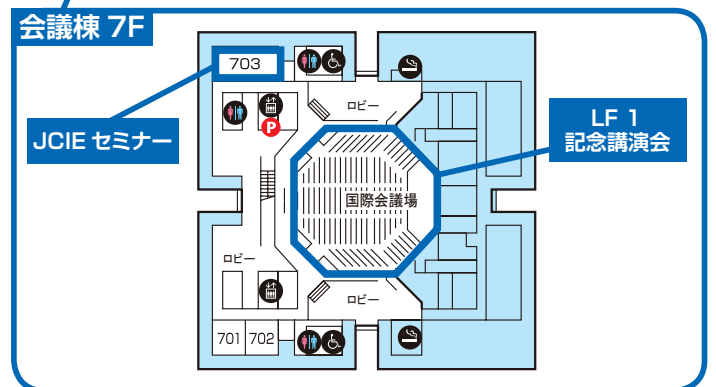 会議棟 7F
703
ロビー
P
JCIE セミナー
LF 1
記念講演会
国際会議場
ロビー
ロビー
701
702